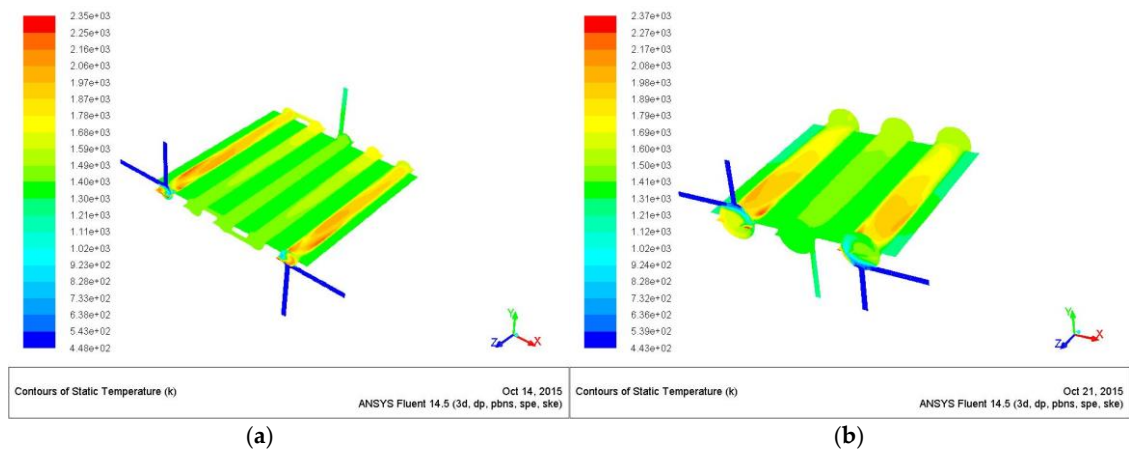 2.35e+03
2.25e+03
2.16e+03
2.06e+03
1.97e+03
1.87e+03
1.78e+03
1.68e+03
1.59e+03
1.49e+03
1.40e+03
1.30e+03
1.21e+03
1.11e+03
1.02e+03
9.24e+02
8.28e+02
7.33e+02
6.38e+02
5.43e+02
4.48e+02
Y
Z
X
Contours of Static Temperature (k)
Oct 14, 2015
ANSYS Fluent 14.5 (3d, dp, pbns, spe, ske)
(a)
2.37e+03
2.27e+03
2.18e+03
2.08e+03
1.98e+03
1.89e+03
1.79e+03
1.69e+03
1.60e+03
1.50e+03
1.41e+03
1.31e+03
1.21e+03
1.12e+03
1.02e+03
9.24e+02
8.28e+02
7.32e+02
6.36e+02
5.39e+02
4.43e+02
Y
Z
X
Contours of Static Temperature (k)
Oct 21, 2015
ANSYS Fluent 14.5 (3d, dp, pbns, spe, ske)
(b)